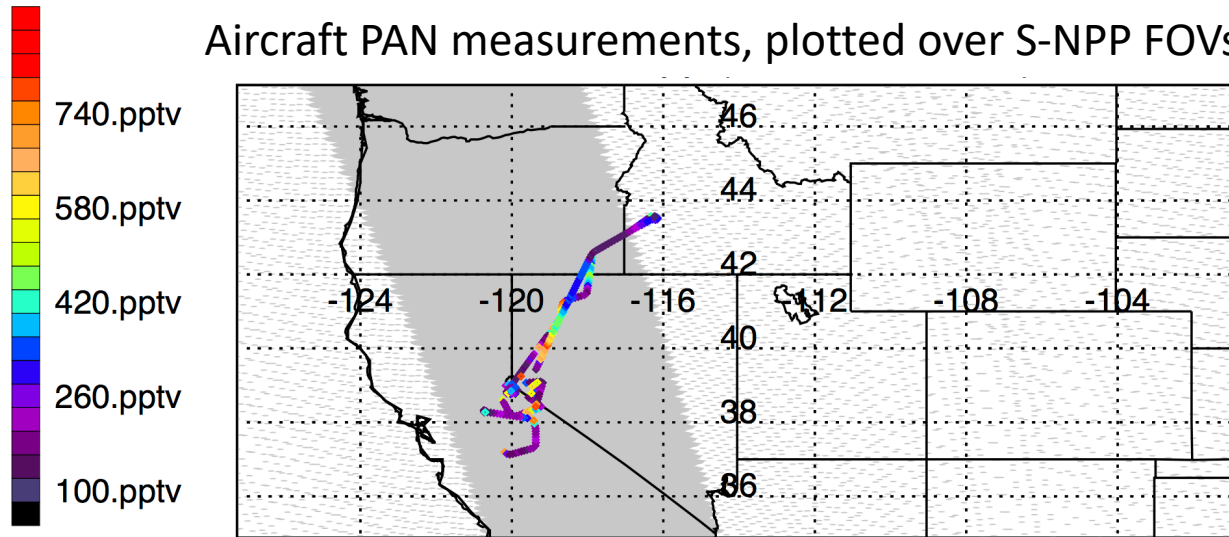 Aircraft PAN measurements, plotted over S-NPP FOVs
740.pptv
580.pptv
420.pptv
260.pptv
100.pptv
46
44
42
-124 -120 -116 -112 -108 -104
40
38
36